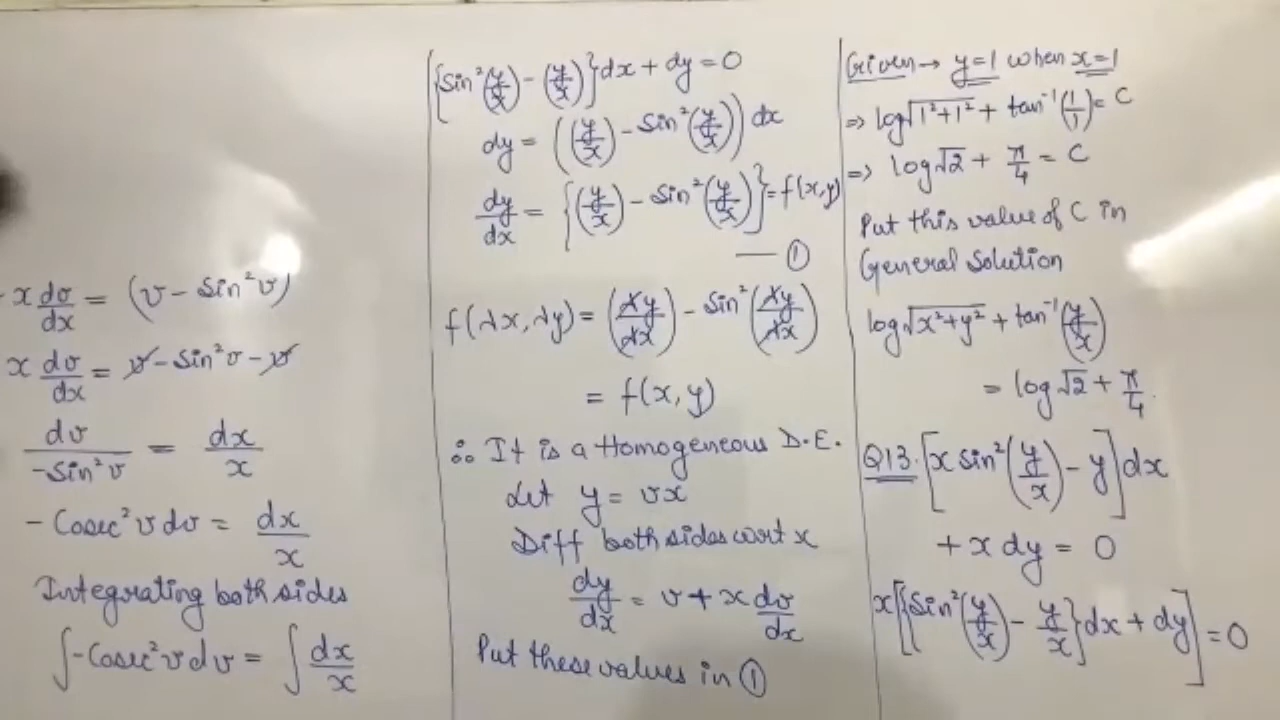 x dv/dx = (v - Sin²v)
x dv/dx = v - Sin²v - v
dv/-Sin²v = dx/x
- Cosec²v dv = dx/x
Integrating both sides
∫-Cosec²v dv = ∫dx/x
{Sin²(y/x) - (y/x)}dx + dy = 0
dy = ((y/x) - Sin²(y/x)) dx
dy/dx = {(y/x) - Sin²(y/x)} = f(x,y)
— ①
f(λx, λy) = (λy/λx) - Sin²(λy/λx)
= f(x, y)
∴ It is a Homogeneous D.E.
Let y = vx
Diff both sides wrt x
dy/dx = v + x dv/dx
Put these values in ①
Given → y=1 when x=1
⇒ log√1²+1² + tan⁻¹(1/1) = C
⇒ log√2 + π/4 = C
Put this value of C in
General Solution
log√x²+y² + tan⁻¹(y/x)
= log√2 + π/4.
Q13. [x sin²(y/x) - y]dx
+ x dy = 0
x[{Sin²(y/x) - y/x}dx + dy] = 0